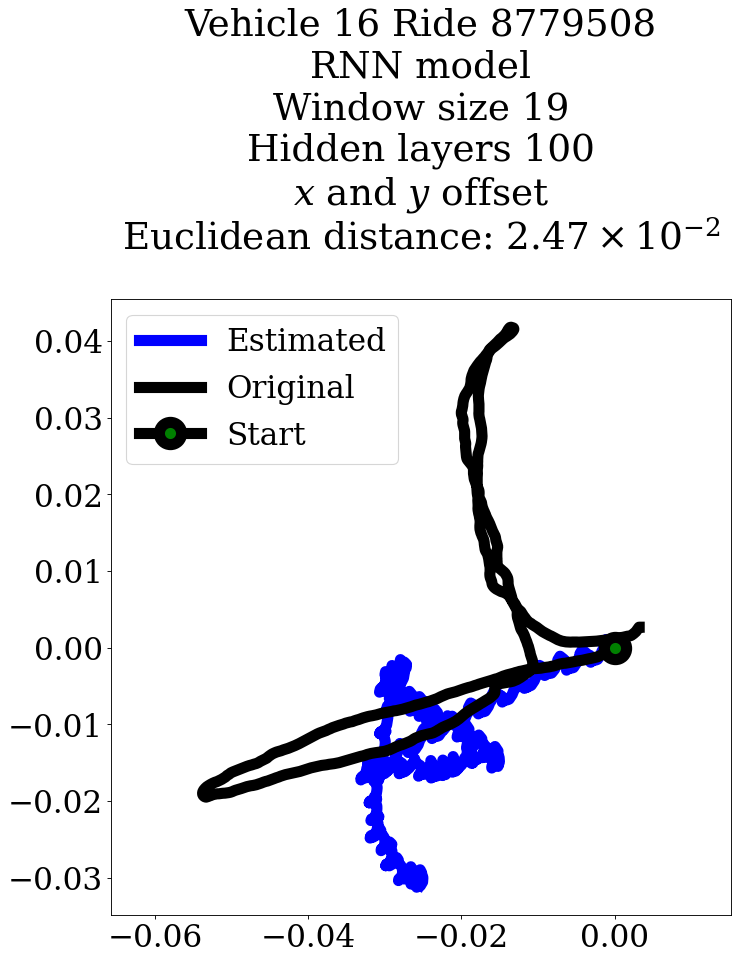 Vehicle 16 Ride 8779508
RNN model
Window size 19
Hidden layers 100
x and y offset
Euclidean distance: 2.47 × 10⁻²
Estimated
Original
Start
0.04
0.03
0.02
0.01
0.00
−0.01
−0.02
−0.03
−0.06
−0.04
−0.02
0.00